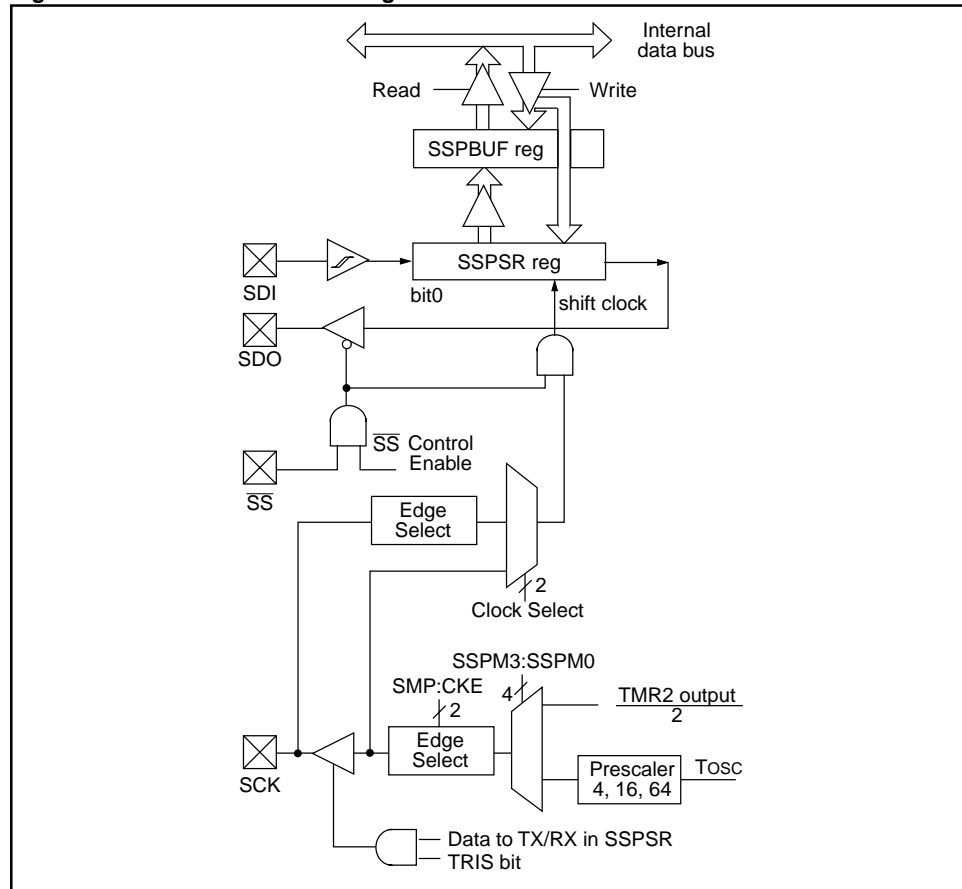 Internal
data bus
Read
Write
SSPBUF reg
SSPSR reg
SDI
bit0
shift clock
SDO
SS Control
Enable
SS
Edge
Select
2
Clock Select
SSPM3:SSPM0
SMP:CKE
4
TMR2 output
2
2
Edge
Select
SCK
Prescaler
4, 16, 64
TOSC
Data to TX/RX in SSPSR
TRIS bit